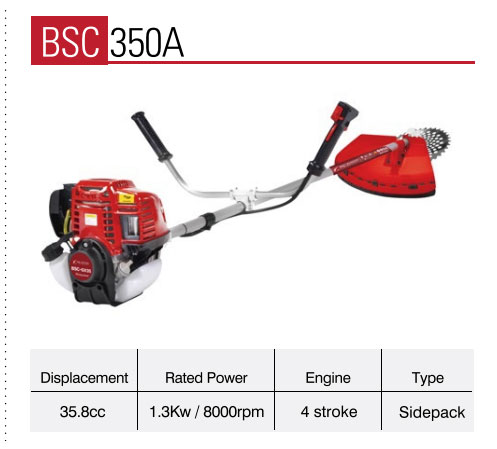 BSC 350A
Displacement Rated Power Engine Type
35.8cc 1.3Kw / 8000rpm 4 stroke Sidepack